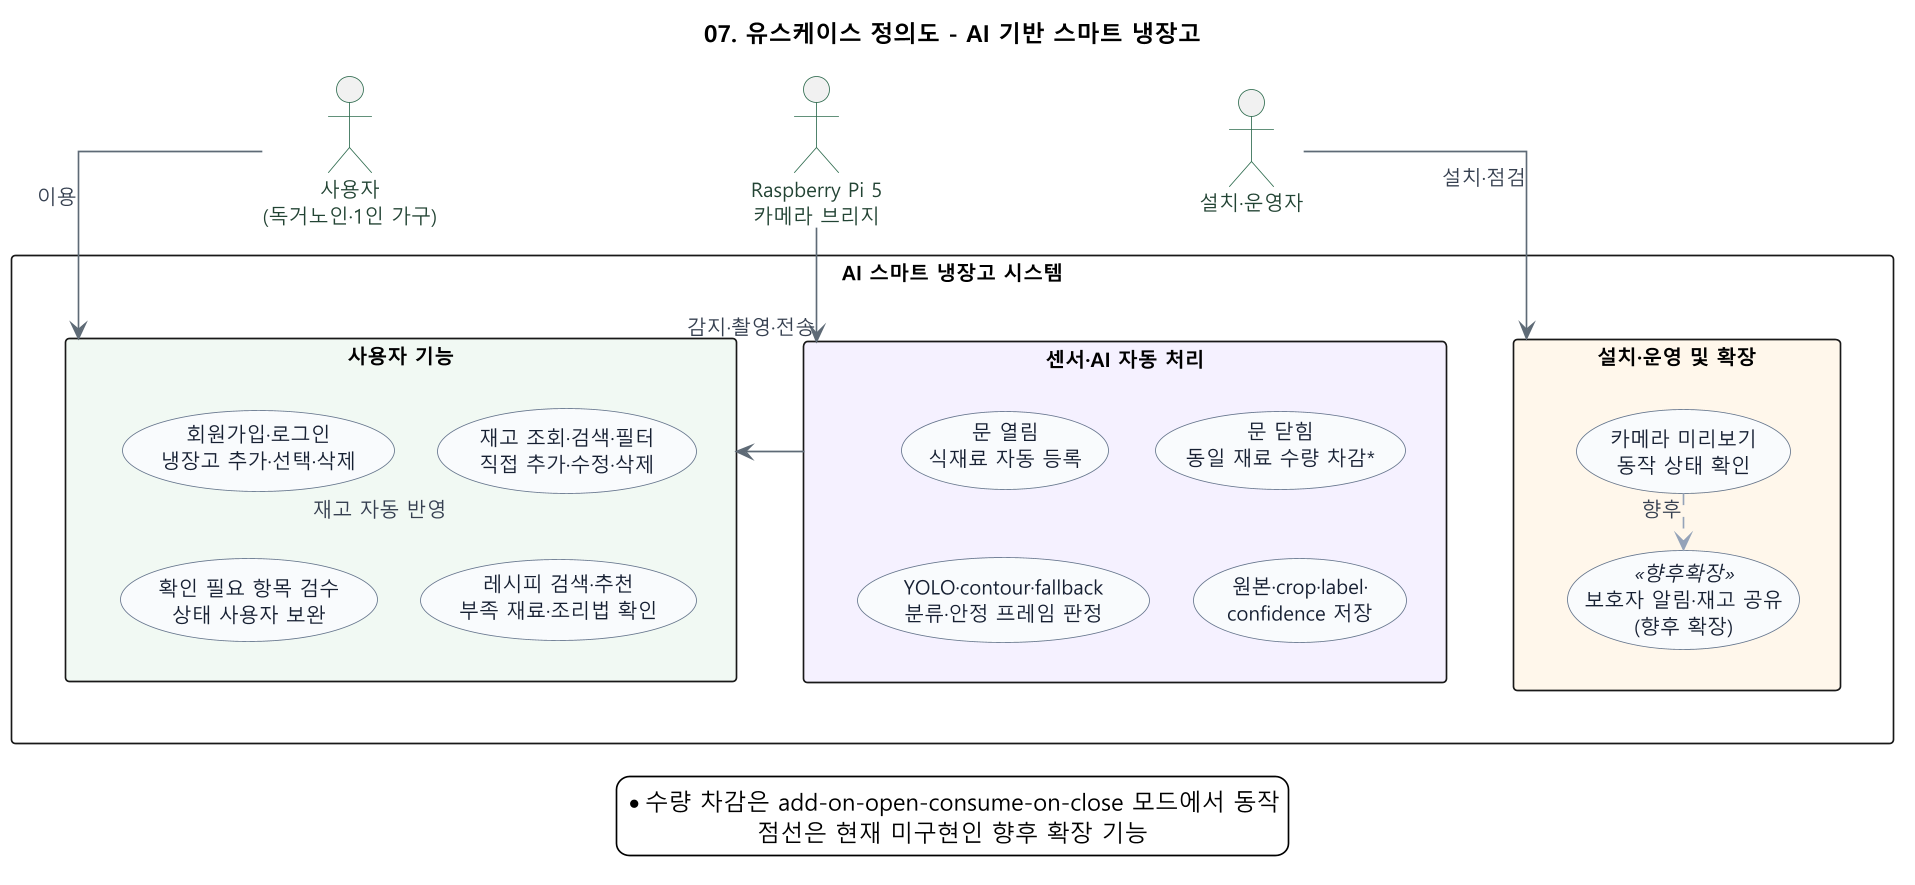 07. 유스케이스 정의도 - AI 기반 스마트 냉장고
사용자
(독거노인·1인 가구)
Raspberry Pi 5
카메라 브리지
설치·운영자
이용
설치·점검
AI 스마트 냉장고 시스템
감지·촬영·전송
사용자 기능
회원가입·로그인
냉장고 추가·선택·삭제
재고 조회·검색·필터
직접 추가·수정·삭제
재고 자동 반영
확인 필요 항목 검수
상태 사용자 보완
레시피 검색·추천
부족 재료·조리법 확인
센서·AI 자동 처리
문 열림
식재료 자동 등록
문 닫힘
동일 재료 수량 차감*
YOLO·contour·fallback
분류·안정 프레임 판정
원본·crop·label·
confidence 저장
설치·운영 및 확장
카메라 미리보기
동작 상태 확인
향후
«향후확장»
보호자 알림·재고 공유
(향후 확장)
• 수량 차감은 add-on-open-consume-on-close 모드에서 동작
점선은 현재 미구현인 향후 확장 기능